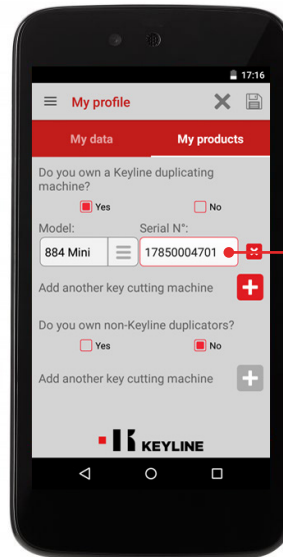 17:16
My profile
My data My products
Do you own a Keyline duplicating
machine?
Yes No
Model: Serial N°:
884 Mini 17850004701
Add another key cutting machine
Do you own non-Keyline duplicators?
Yes No
Add another key cutting machine
KEYLINE